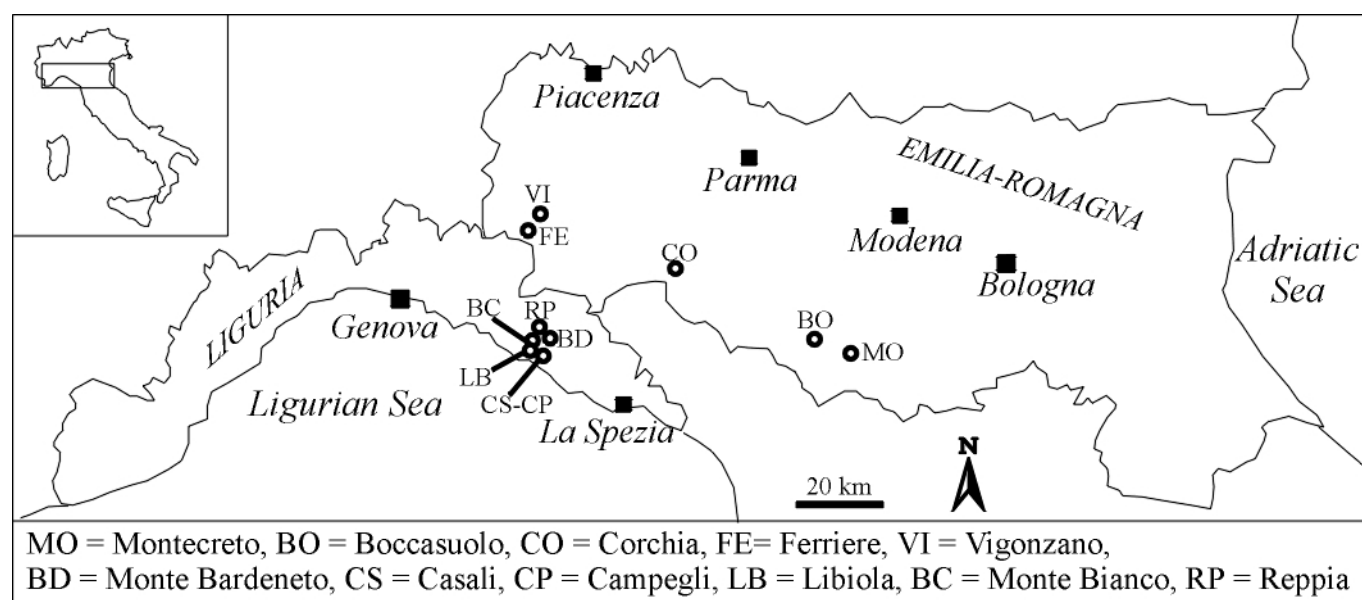 Piacenza
EMILIA-ROMAGNA
Parma
VI
FE
Modena
Adriatic
Sea
CO
Bologna
LIGURIA
Genova
BC
RP
BD
BO
MO
LB
CS-CP
Ligurian Sea
La Spezia
N
20 km
MO = Montecreto, BO = Boccasuolo, CO = Corchia, FE= Ferriere, VI = Vigonzano,
BD = Monte Bardeneto, CS = Casali, CP = Campegli, LB = Libiola, BC = Monte Bianco, RP = Reppia